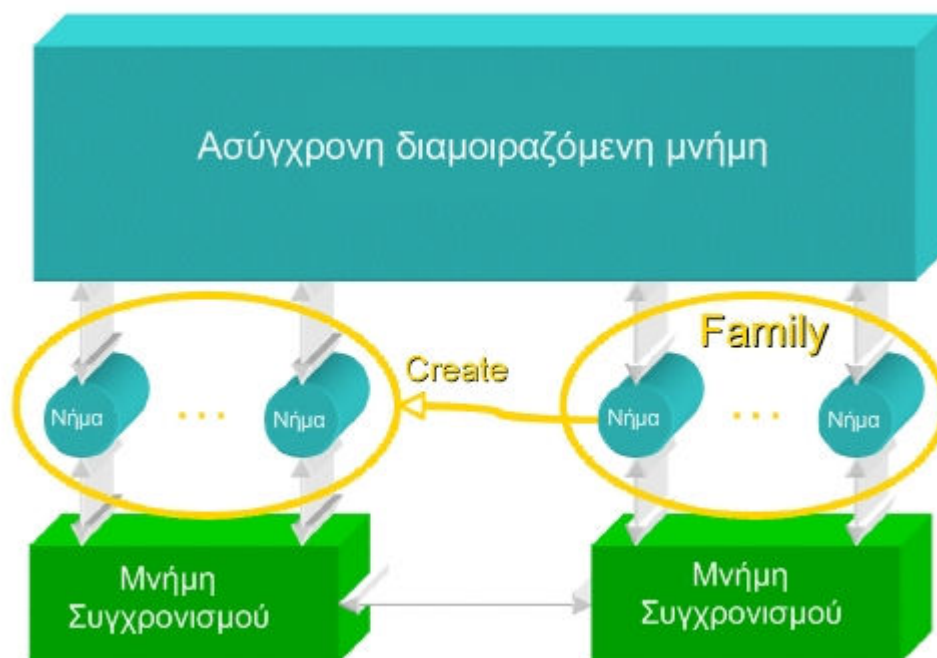 Ασύγχρονη διαμοιραζόμενη μνήμη
Family
Create
Νήμα
Νήμα
Νήμα
Νήμα
Μνήμη
Συγχρονισμού
Μνήμη
Συγχρονισμού